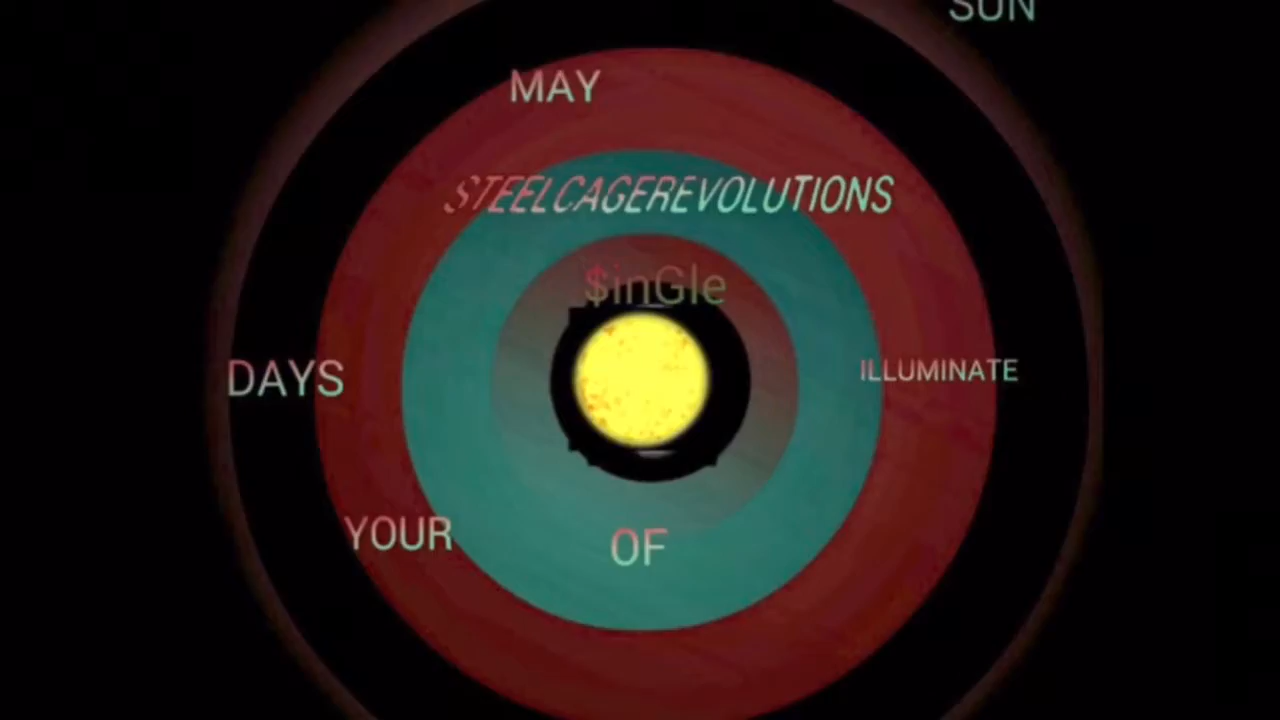 SUN
MAY
STEELCAGEREVOLUTIONS
$inGle
DAYS
ILLUMINATE
YOUR
OF